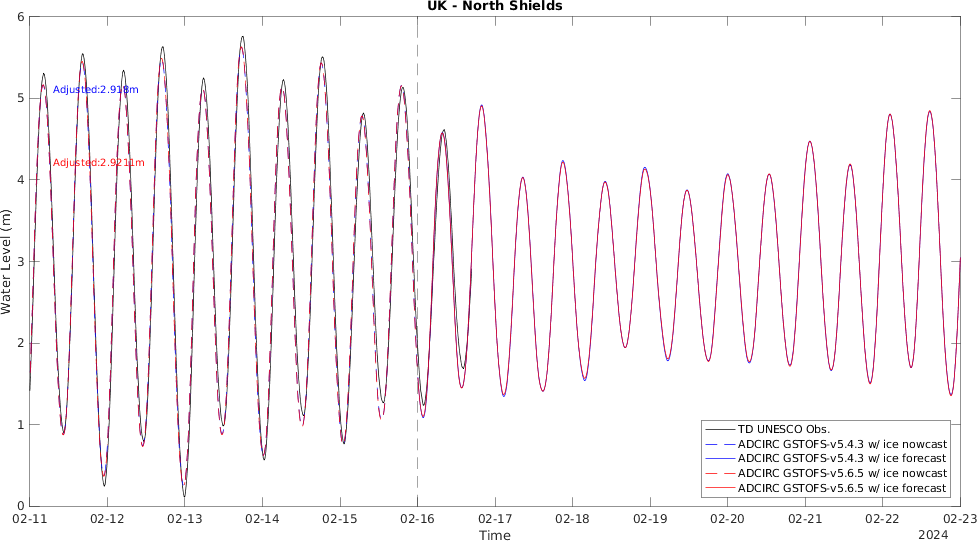 UK - North Shields
6
5
4
3
2
1
0
Water Level (m)
Adjusted:2.918m
Adjusted:2.9211m
TD UNESCO Obs.
ADCIRC GSTOFS-v5.4.3 w/ ice nowcast
ADCIRC GSTOFS-v5.4.3 w/ ice forecast
ADCIRC GSTOFS-v5.6.5 w/ ice nowcast
ADCIRC GSTOFS-v5.6.5 w/ ice forecast
02-11 02-12 02-13 02-14 02-15 02-16 02-17 02-18 02-19 02-20 02-21 02-22 02-23
Time
2024